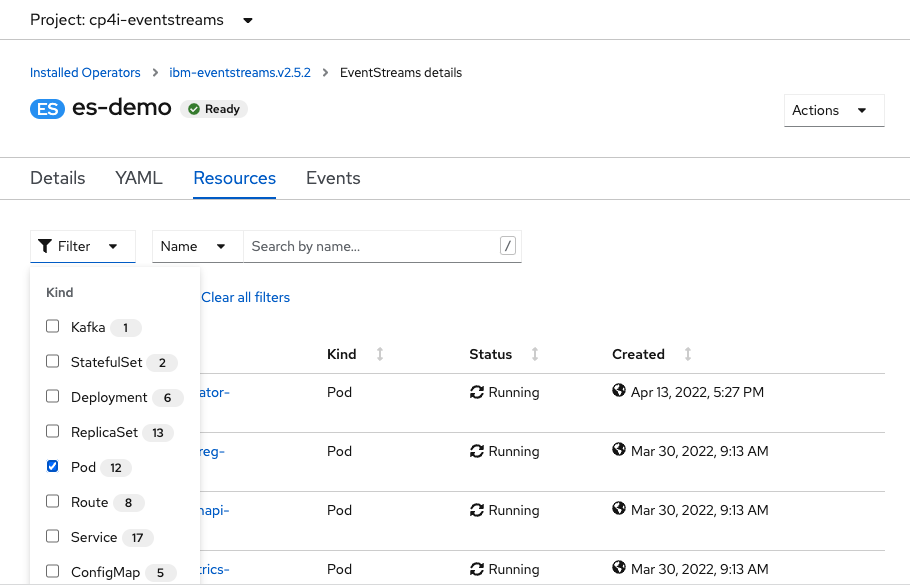 Project: cp4i-eventstreams
Installed Operators > ibm-eventstreams.v2.5.2 > EventStreams details
ES es-demo Ready
Actions
Details YAML Resources Events
Filter Name Search by name... /
Kind
Clear all filters
Kafka 1
StatefulSet 2
Deployment 6
ReplicaSet 13
Pod 12
Route 8
Service 17
ConfigMap 5
Kind Status Created
ator- Pod Running Apr 13, 2022, 5:27 PM
reg- Pod Running Mar 30, 2022, 9:13 AM
napi- Pod Running Mar 30, 2022, 9:13 AM
trics- Pod Running Mar 30, 2022, 9:13 AM